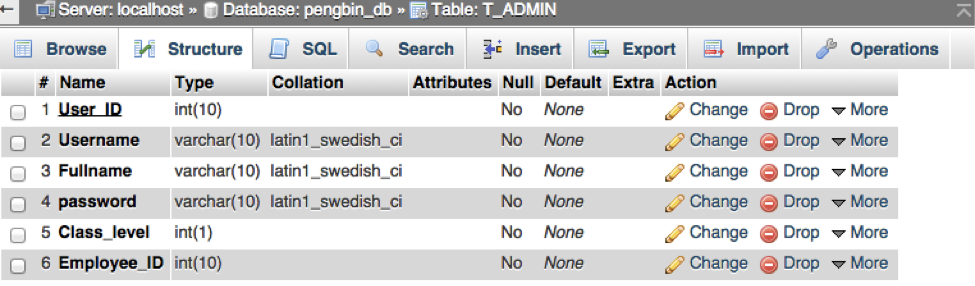 ← Server: localhost » Database: pengbin_db » Table: T_ADMIN
Browse Structure SQL Search Insert Export Import Operations
# Name Type Collation Attributes Null Default Extra Action
1 User_ID int(10) No None Change Drop More
2 Username varchar(10) latin1_swedish_ci No None Change Drop More
3 Fullname varchar(10) latin1_swedish_ci No None Change Drop More
4 password varchar(10) latin1_swedish_ci No None Change Drop More
5 Class_level int(1) No None Change Drop More
6 Employee_ID int(10) No None Change Drop More